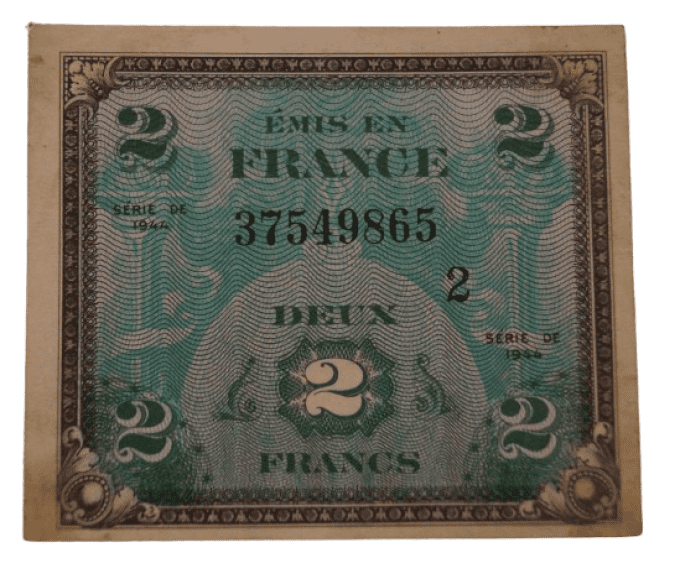 2 2
ÉMIS EN
FRANCE
SÉRIE DE
1944
37549865
2
DEUX
SÉRIE DE
1944
2
2 2
FRANCS